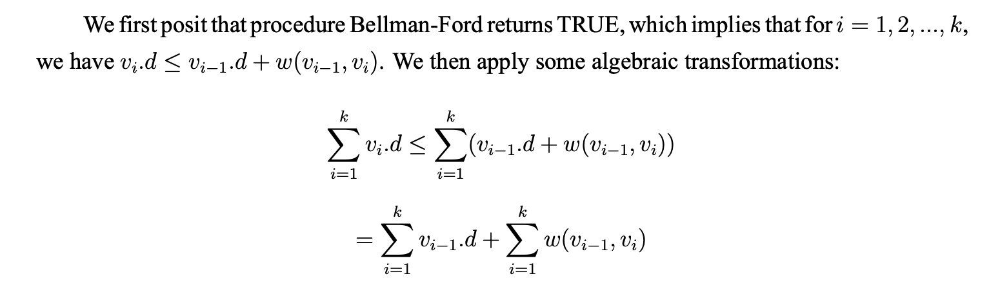 We first posit that procedure Bellman-Ford returns TRUE, which implies that for $i = 1, 2, ..., k$,
we have $v_i.d \leq v_{i-1}.d + w(v_{i-1}, v_i)$. We then apply some algebraic transformations:
$\sum_{i=1}^{k} v_i.d \leq \sum_{i=1}^{k} (v_{i-1}.d + w(v_{i-1}, v_i))$
$= \sum_{i=1}^{k} v_{i-1}.d + \sum_{i=1}^{k} w(v_{i-1}, v_i)$